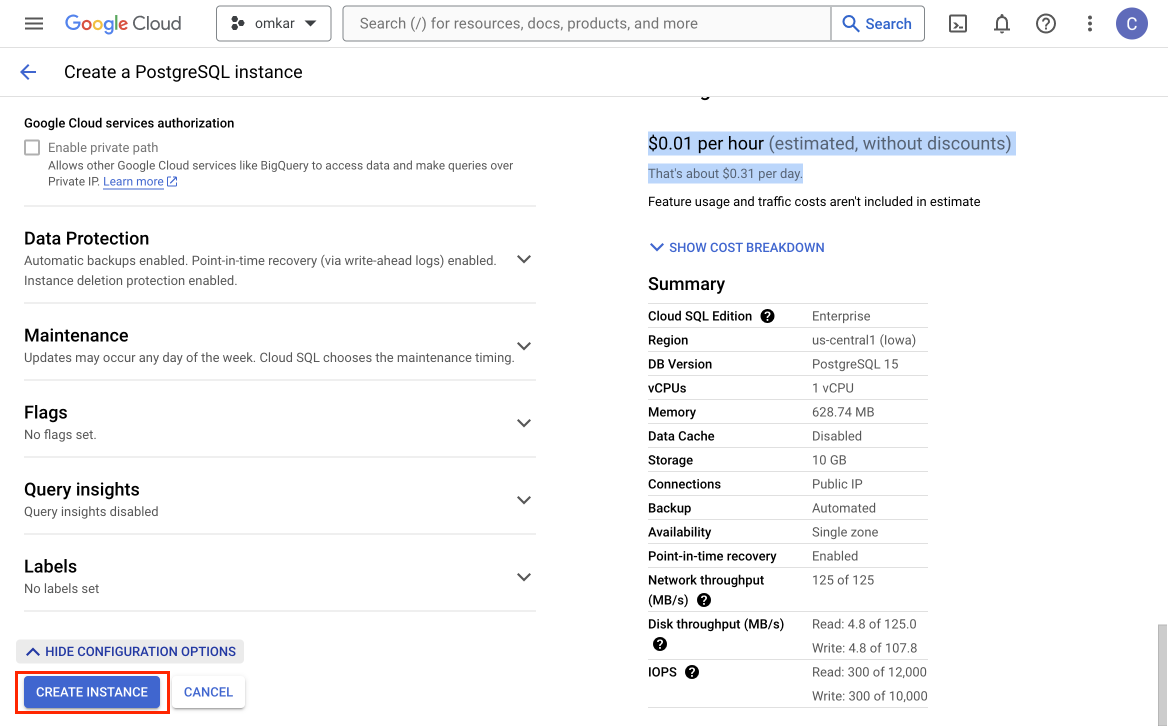 Google Cloud
omkar
Search (/) for resources, docs, products, and more
Search
C
Create a PostgreSQL instance
Google Cloud services authorization
Enable private path
Allows other Google Cloud services like BigQuery to access data and make queries over
Private IP. Learn more
Data Protection
Automatic backups enabled. Point-in-time recovery (via write-ahead logs) enabled.
Instance deletion protection enabled.
Maintenance
Updates may occur any day of the week. Cloud SQL chooses the maintenance timing.
Flags
No flags set.
Query insights
Query insights disabled
Labels
No labels set
HIDE CONFIGURATION OPTIONS
CREATE INSTANCE
CANCEL
$0.01 per hour (estimated, without discounts)
That's about $0.31 per day.
Feature usage and traffic costs aren't included in estimate
SHOW COST BREAKDOWN
Summary
Cloud SQL Edition Enterprise
Region us-central1 (Iowa)
DB Version PostgreSQL 15
vCPUs 1 vCPU
Memory 628.74 MB
Data Cache Disabled
Storage 10 GB
Connections Public IP
Backup Automated
Availability Single zone
Point-in-time recovery Enabled
Network throughput 125 of 125
(MB/s)
Disk throughput (MB/s) Read: 4.8 of 125.0
Write: 4.8 of 107.8
IOPS Read: 300 of 12,000
Write: 300 of 10,000